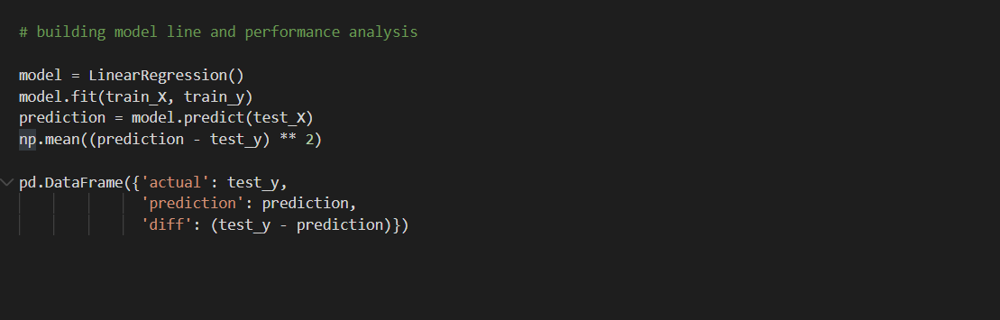 # building model line and performance analysis
model = LinearRegression()
model.fit(train_X, train_y)
prediction = model.predict(test_X)
np.mean((prediction - test_y) ** 2)
pd.DataFrame({'actual': test_y,
'prediction': prediction,
'diff': (test_y - prediction)})